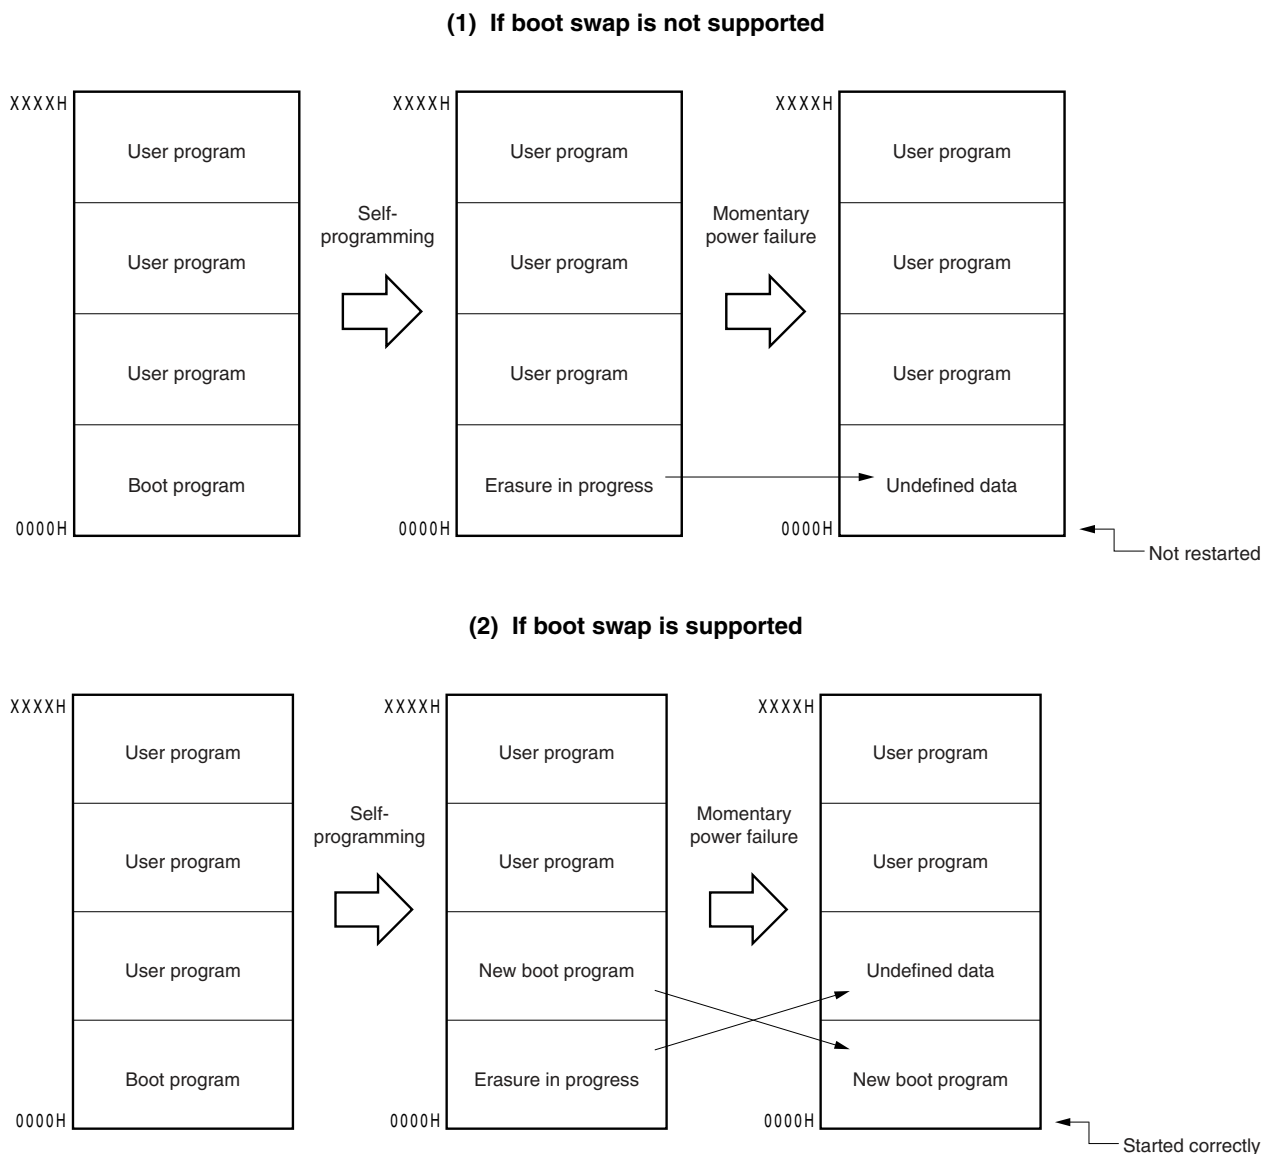 (1) If boot swap is not supported
XXXXH
XXXXH
XXXXH
User program
User program
User program
Self-
programming
Momentary
power failure
User program
User program
User program
User program
User program
User program
Boot program
Erasure in progress
Undefined data
0000H
0000H
0000H
Not restarted
(2) If boot swap is supported
XXXXH
XXXXH
XXXXH
User program
User program
User program
Self-
programming
Momentary
power failure
User program
User program
User program
User program
New boot program
Undefined data
Boot program
Erasure in progress
New boot program
0000H
0000H
0000H
Started correctly